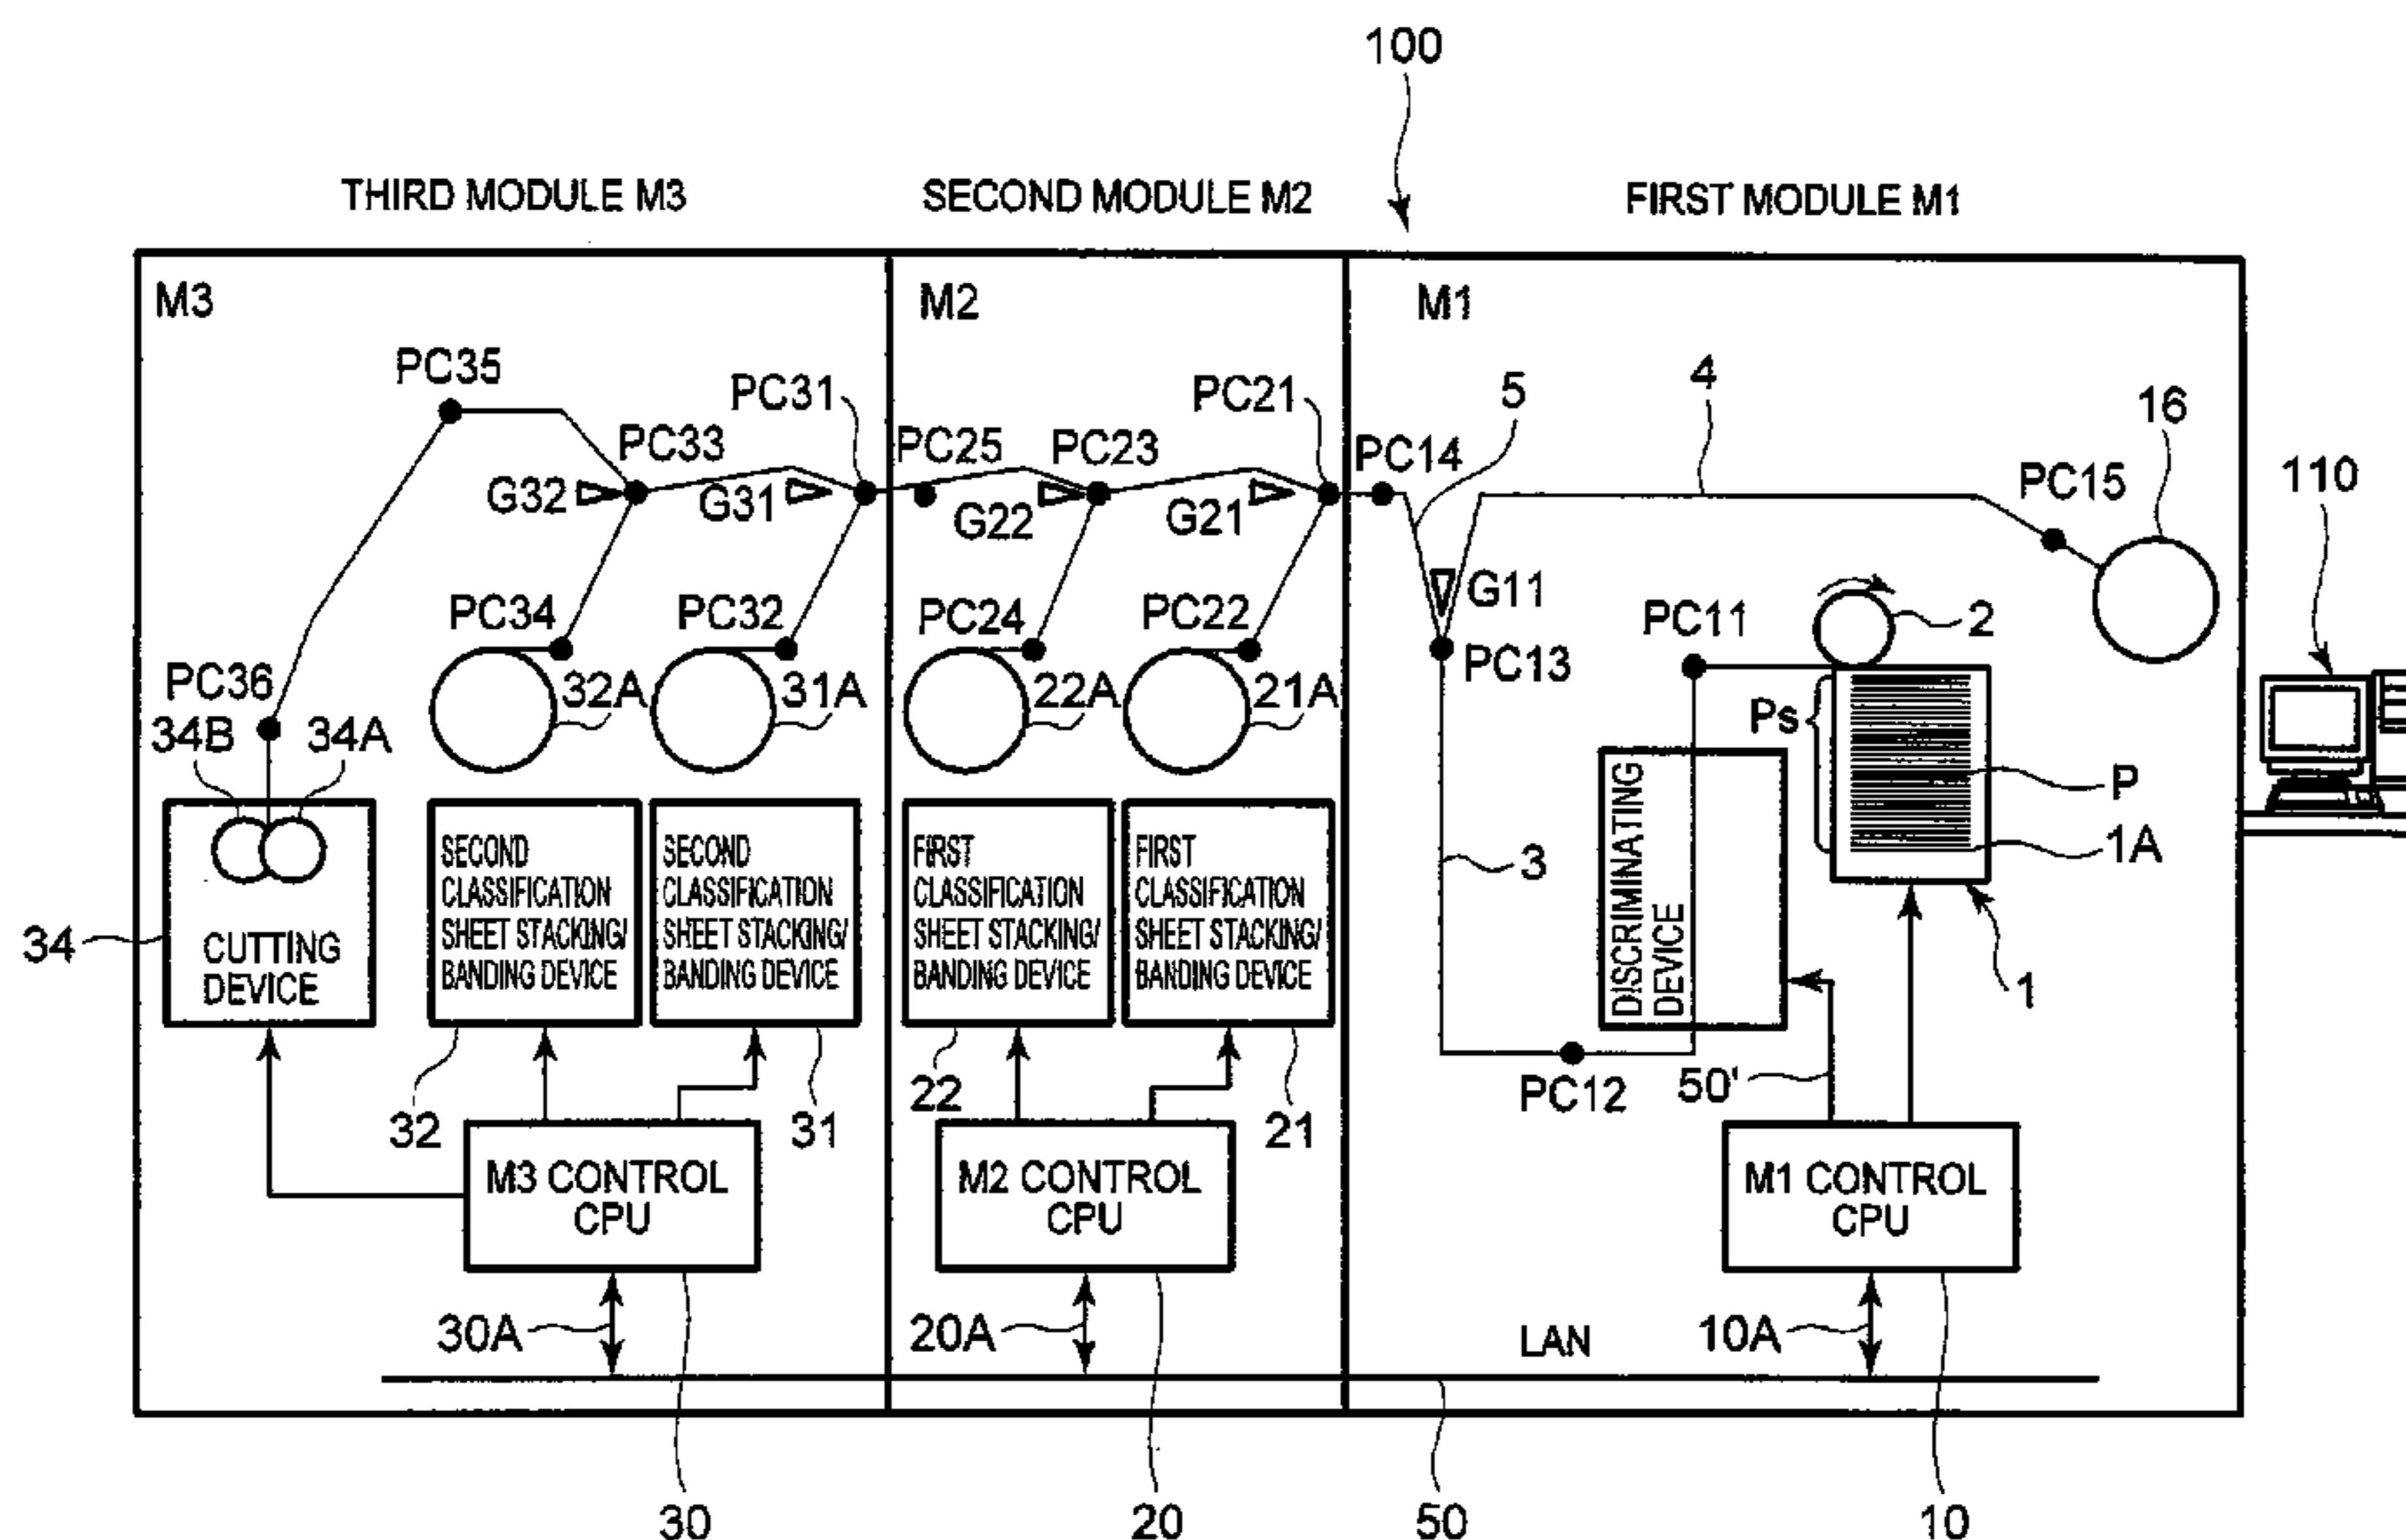 100
THIRD MODULE M3
SECOND MODULE M2
FIRST MODULE M1
M3
M2
M1
PC35
PC31
PC21
5
4
16
PC33
PC25
PC23
PC14
PC15
110
G32
G31
G22
G21
G11
2
PC34
PC32
PC24
PC22
PC11
PC13
PC36
32A
31A
22A
21A
Ps
34B
34A
P
1A
3
34
CUTTING
DEVICE
SECOND
CLASSIFICATION
SHEET STACKING/
BANDING DEVICE
SECOND
CLASSIFICATION
SHEET STACKING/
BANDING DEVICE
FIRST
CLASSIFICATION
SHEET STACKING/
BANDING DEVICE
FIRST
CLASSIFICATION
SHEET STACKING/
BANDING DEVICE
DISCRIMINATING
DEVICE
1
PC12
50'
32
31
22
21
M3 CONTROL
CPU
M2 CONTROL
CPU
M1 CONTROL
CPU
30A
20A
LAN
10A
30
20
50
10